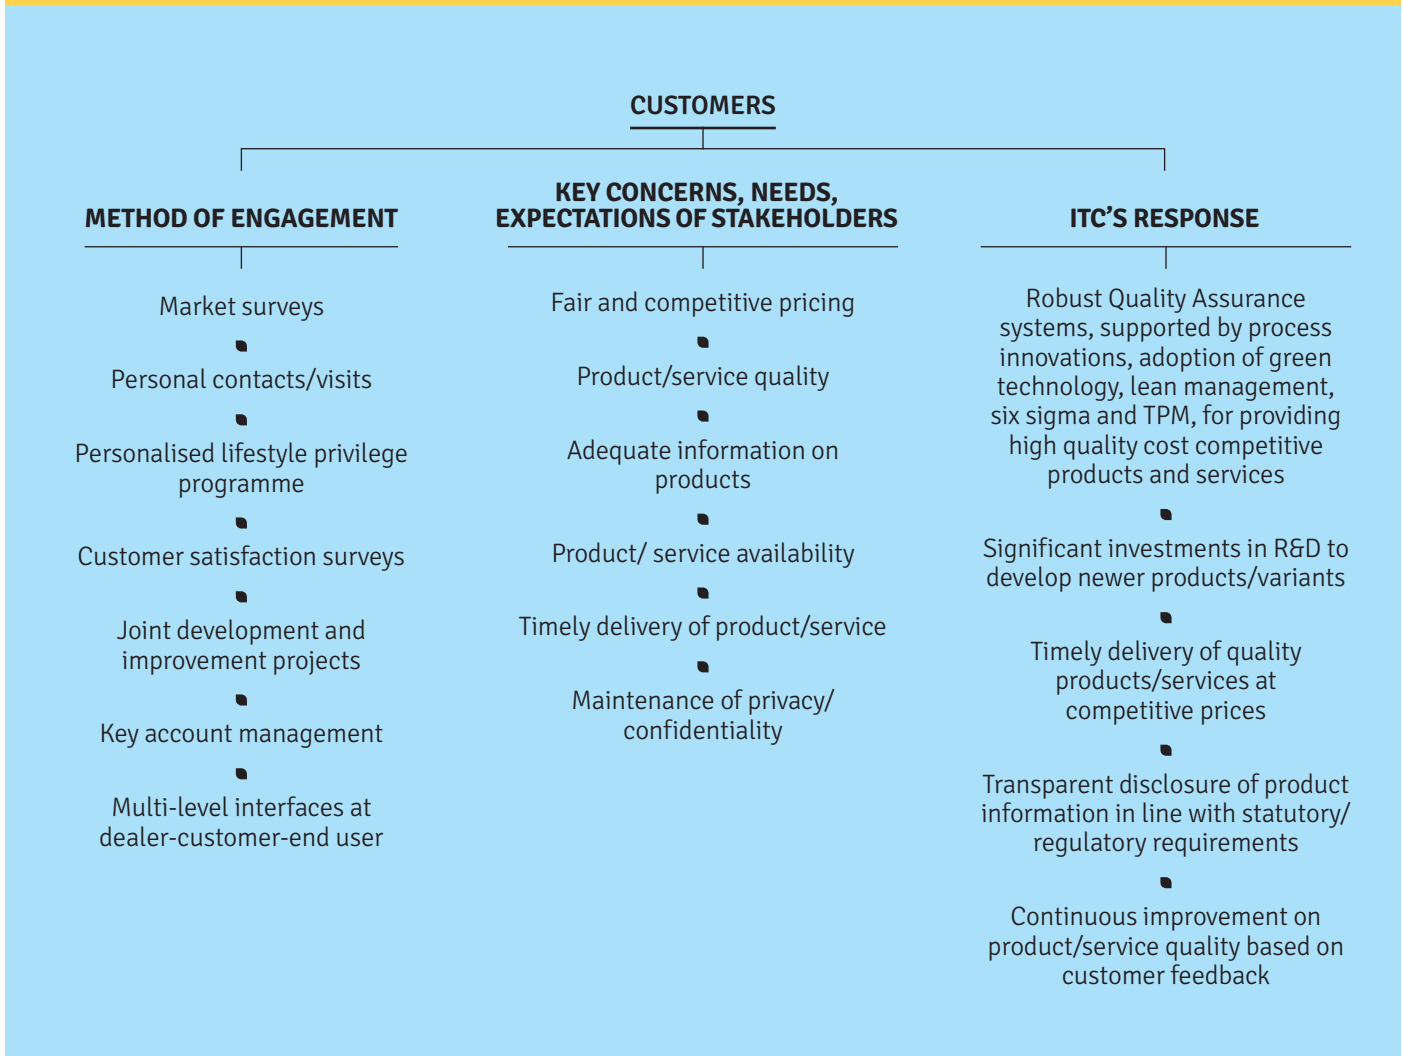 CUSTOMERS
METHOD OF ENGAGEMENT
Market surveys
Personal contacts/visits
Personalised lifestyle privilege
programme
Customer satisfaction surveys
Joint development and
improvement projects
Key account management
Multi-level interfaces at
dealer-customer-end user
KEY CONCERNS, NEEDS,
EXPECTATIONS OF STAKEHOLDERS
Fair and competitive pricing
Product/service quality
Adequate information on
products
Product/ service availability
Timely delivery of product/service
Maintenance of privacy/
confidentiality
ITC’S RESPONSE
Robust Quality Assurance
systems, supported by process
innovations, adoption of green
technology, lean management,
six sigma and TPM, for providing
high quality cost competitive
products and services
Significant investments in R&D to
develop newer products/variants
Timely delivery of quality
products/services at
competitive prices
Transparent disclosure of product
information in line with statutory/
regulatory requirements
Continuous improvement on
product/service quality based on
customer feedback